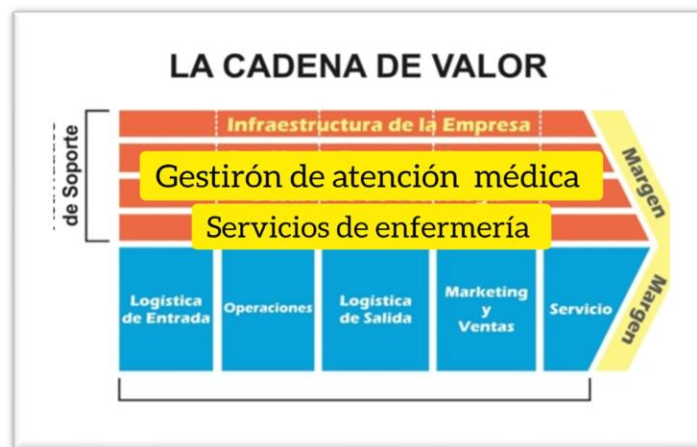 LA CADENA DE VALOR
de Soporte
Infraestructura de la Empresa
Gestirón de atención médica
Servicios de enfermería
Margen
Logística
de Entrada
Operaciones
Logística
de Salida
Marketing
y
Ventas
Servicio
Margen